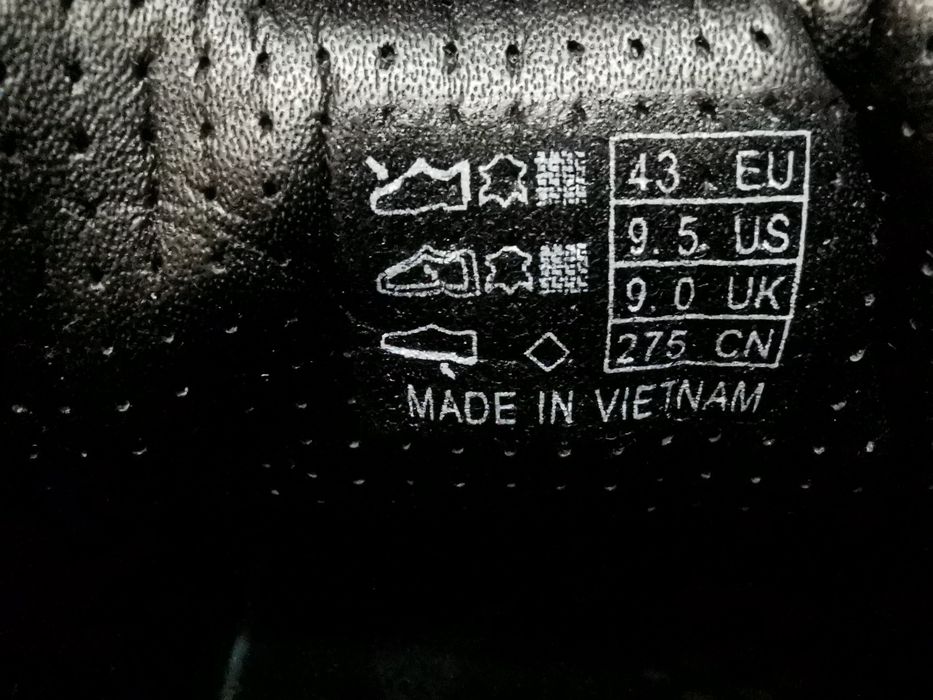 43 EU
9.5 US
9.0 UK
275 CN
MADE IN VIETNAM